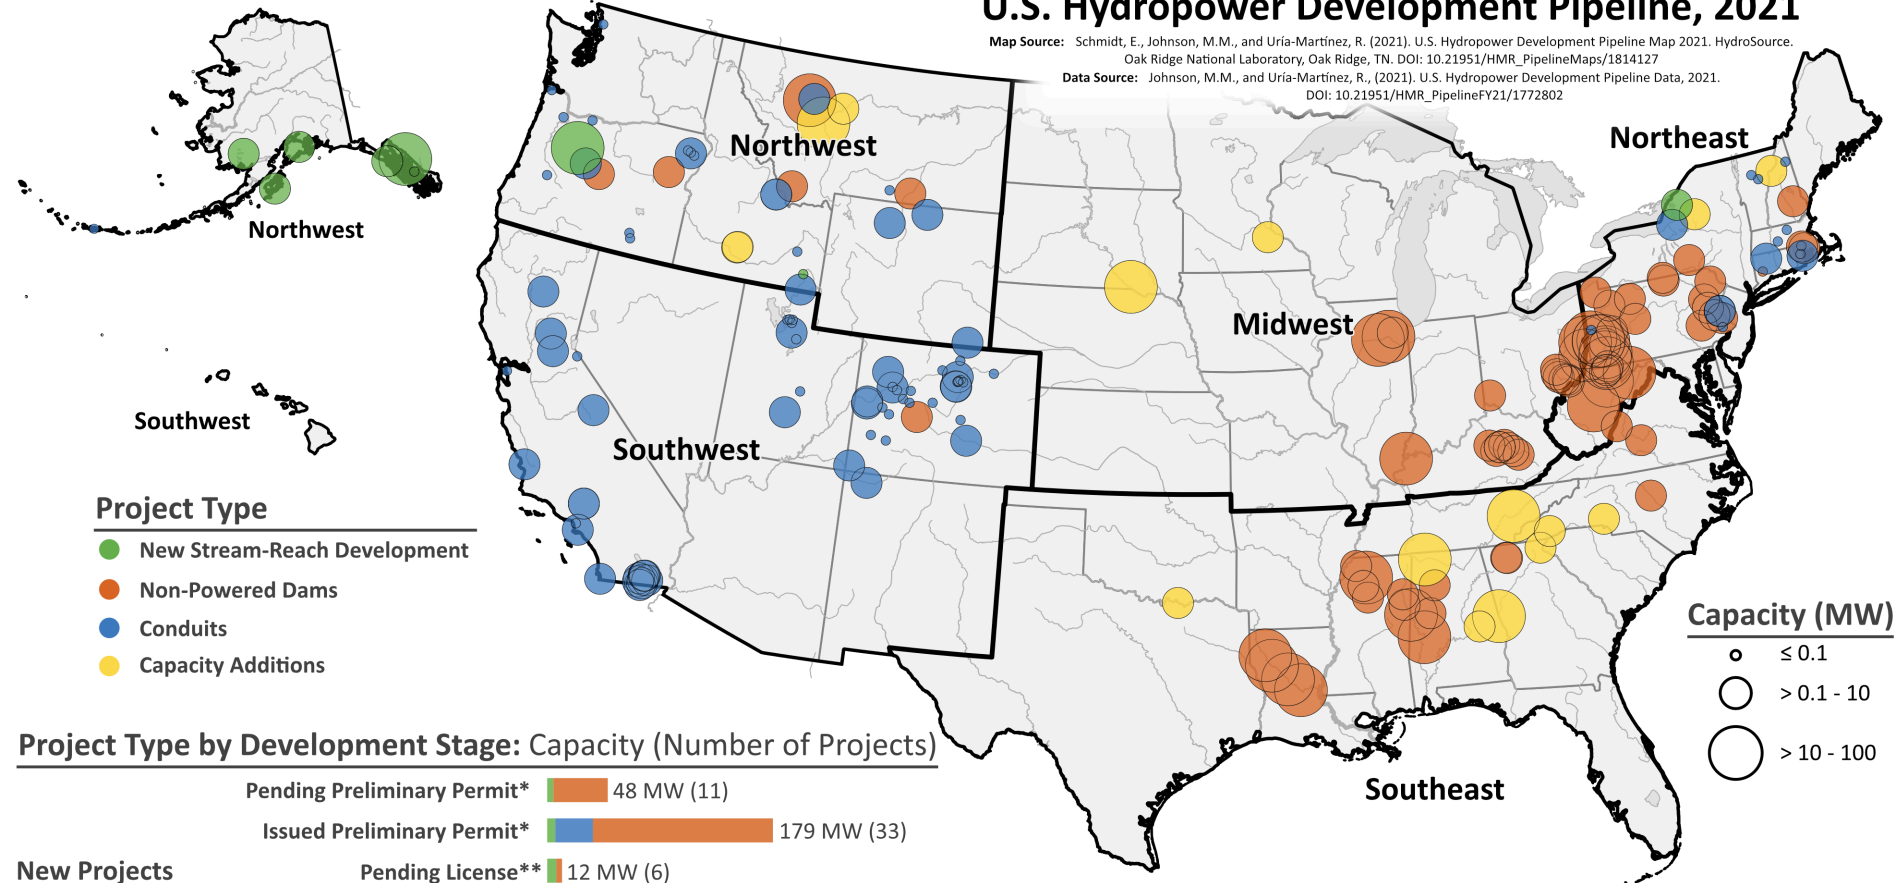 U.S. Hydropower Development Pipeline, 2021
Map Source: Schmidt, E., Johnson, M.M., and Uría-Martínez, R. (2021). U.S. Hydropower Development Pipeline Map 2021. HydroSource.
Oak Ridge National Laboratory, Oak Ridge, TN. DOI: 10.21951/HMR_PipelineMaps/1814127
Data Source: Johnson, M.M., and Uría-Martínez, R., (2021). U.S. Hydropower Development Pipeline Data, 2021.
DOI: 10.21951/HMR_PipelineFY21/1772802
Northeast
Northwest
Northwest
Midwest
Southwest
Southwest
Southeast
Project Type
New Stream-Reach Development
Non-Powered Dams
Conduits
Capacity Additions
Capacity (MW)
≤ 0.1
> 0.1 - 10
> 10 - 100
Project Type by Development Stage: Capacity (Number of Projects)
Pending Preliminary Permit* 48 MW (11)
Issued Preliminary Permit* 179 MW (33)
New Projects Pending License** 12 MW (6)